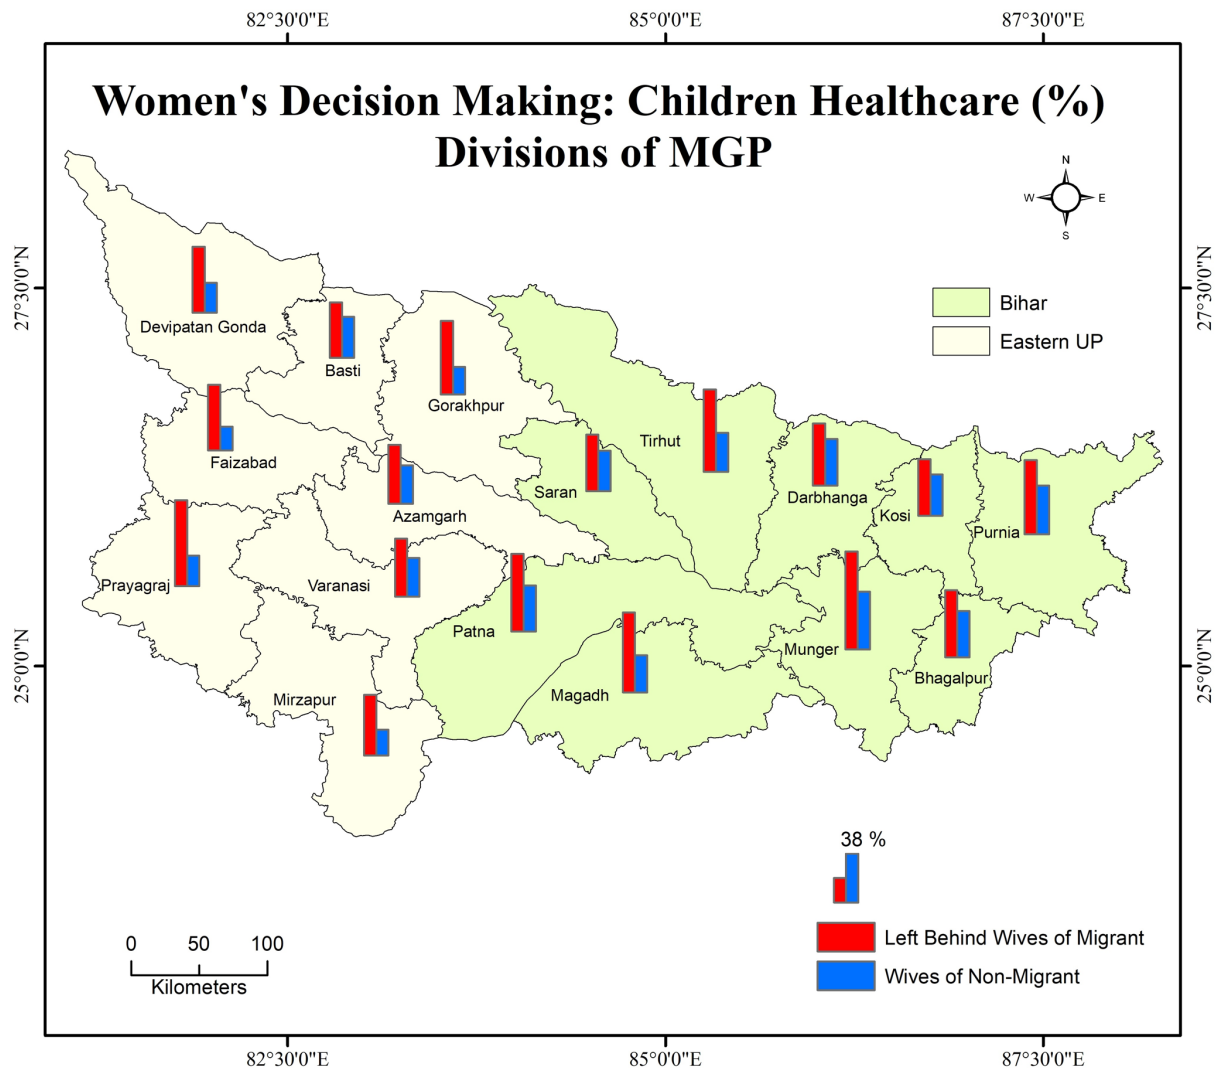 82°30'0"E 85°0'0"E 87°30'0"E
Women's Decision Making: Children Healthcare (%)
Divisions of MGP
N
W E
S
27°30'0"N 27°30'0"N
Bihar
Eastern UP
Devipatan Gonda
Basti
Gorakhpur
Tirhut
Faizabad
Saran
Darbhanga
Azamgarh
Kosi
Purnia
Prayagraj
Varanasi
Patna
Munger
25°0'0"N 25°0'0"N
Bhagalpur
Magadh
Mirzapur
38 %
0 50 100
Kilometers
Left Behind Wives of Migrant
Wives of Non-Migrant
82°30'0"E 85°0'0"E 87°30'0"E